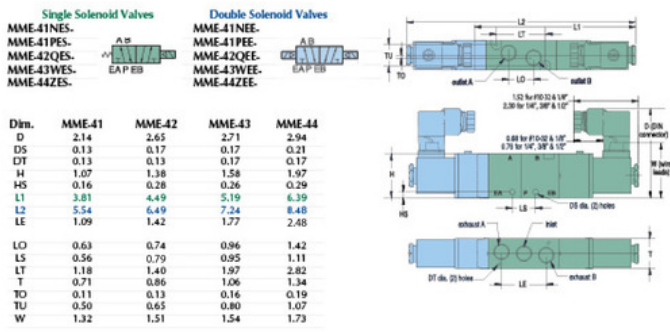 Single Solenoid Valves
MME-41NES-
MME-41PES-
MME-42QES-
MME-43WES-
MME-44ZES-
A B
EA P EB
Double Solenoid Valves
MME-41NEE-
MME-41PEE-
MME-42QEE-
MME-43WEE-
MME-44ZEE-
A B
EA P EB
Dim. MME-41 MME-42 MME-43 MME-44
D 2.14 2.65 2.71 2.94
DS 0.13 0.17 0.17 0.21
DT 0.13 0.13 0.17 0.17
H 1.07 1.38 1.58 1.97
HS 0.16 0.28 0.26 0.29
L1 3.81 4.49 5.19 6.39
L2 5.54 6.49 7.24 8.48
LE 1.09 1.42 1.77 2.48
LO 0.63 0.74 0.96 1.42
LS 0.56 0.79 0.95 1.11
LT 1.18 1.40 1.97 2.82
T 0.71 0.86 1.06 1.34
TO 0.11 0.13 0.16 0.19
TU 0.50 0.65 0.80 1.07
W 1.32 1.51 1.54 1.73
L2
L1
LT
TU
TO
LO
outlet A
outlet B
1.52 for #10-32 & 1/8"
2.00 for 1/4", 3/8" & 1/2"
D (DIN
connector)
0.68 for #10-32 & 1/8"
0.76 for 1/4", 3/8" & 1/2"
W (wire
leads)
H
A B
EA P EB
HS
LS
DS dia. (2) holes
exhaust A
inlet
T
DT dia. (2) holes
LE
exhaust B